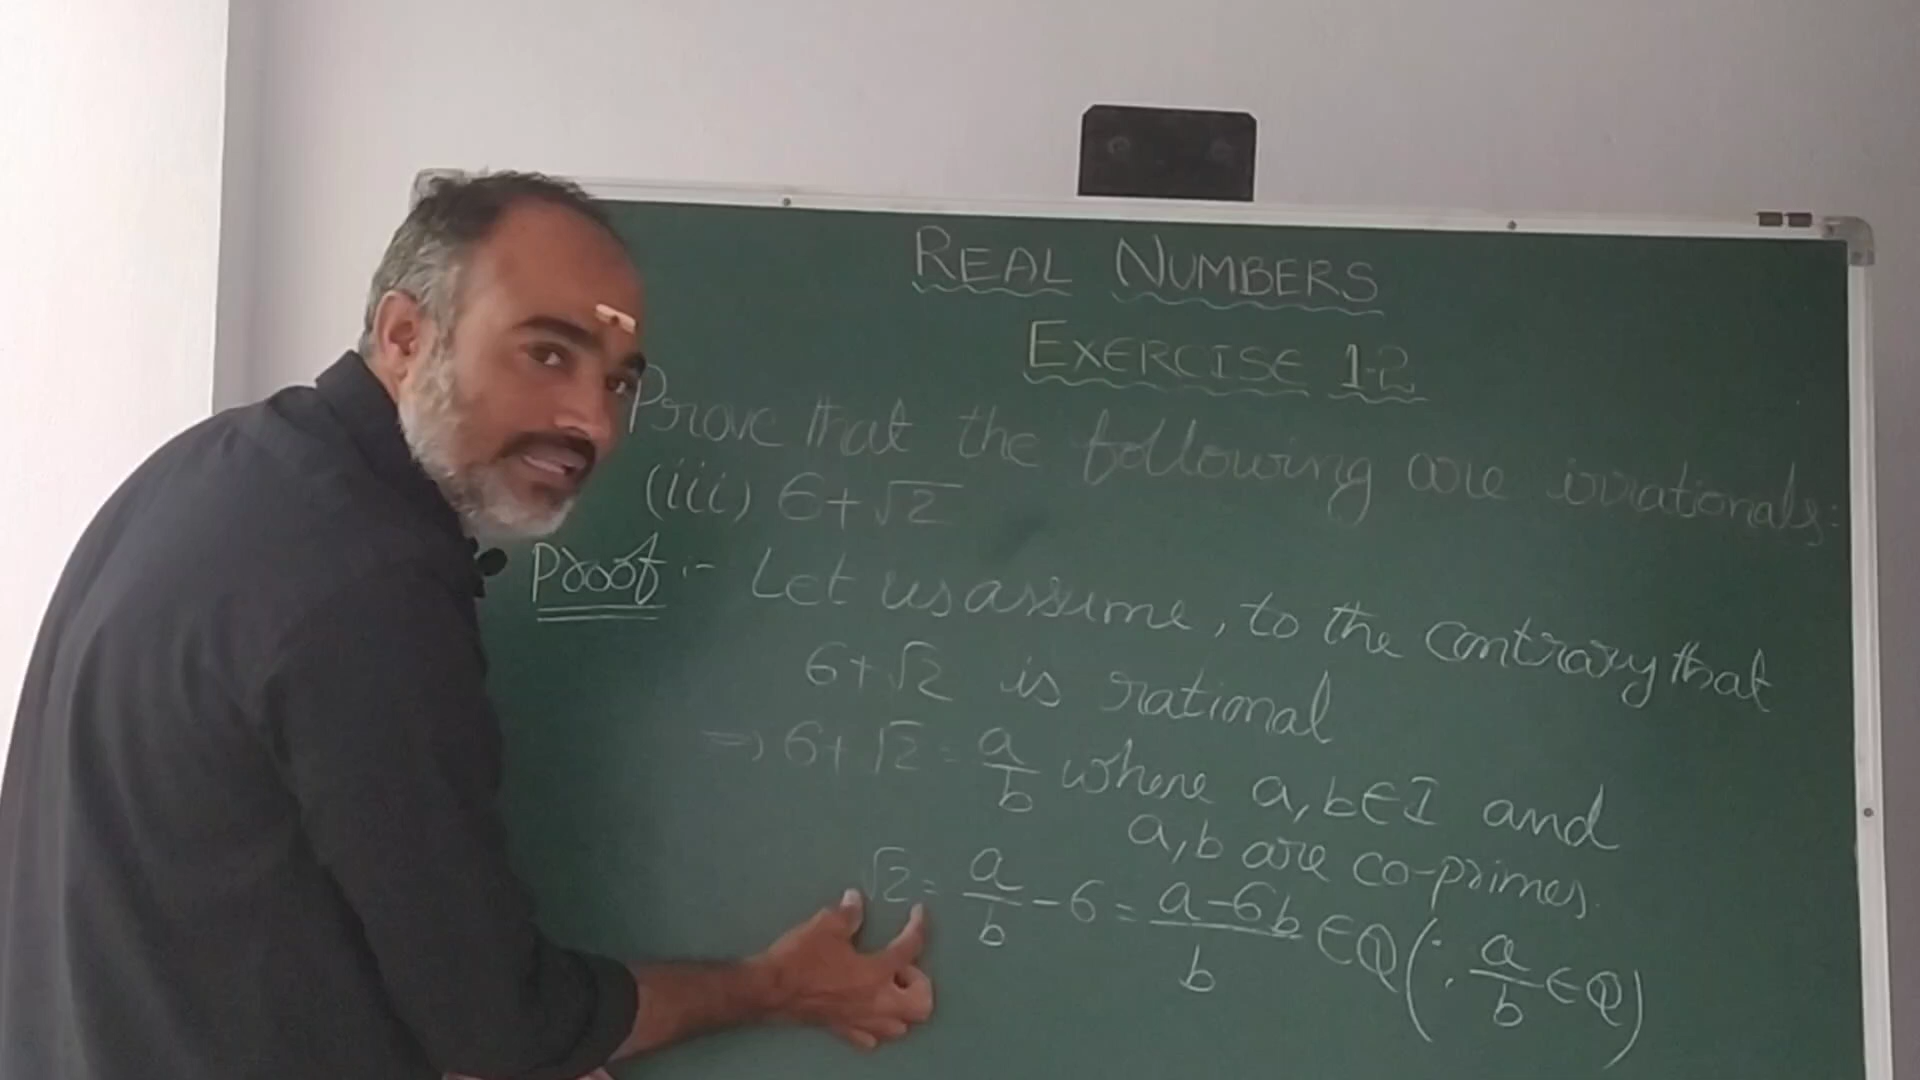 REAL NUMBERS
EXERCISE 1.2
Prove that the following are irrationals:
(iii) 6+√2
Proof :- Let us assume, to the contrary that
6+√2 is rational
⇒ 6+√2 = a/b where a, b∈I and
a, b are co-primes.
√2 = a/b - 6 = a-6b/b ∈Q (∵ a/b ∈Q)